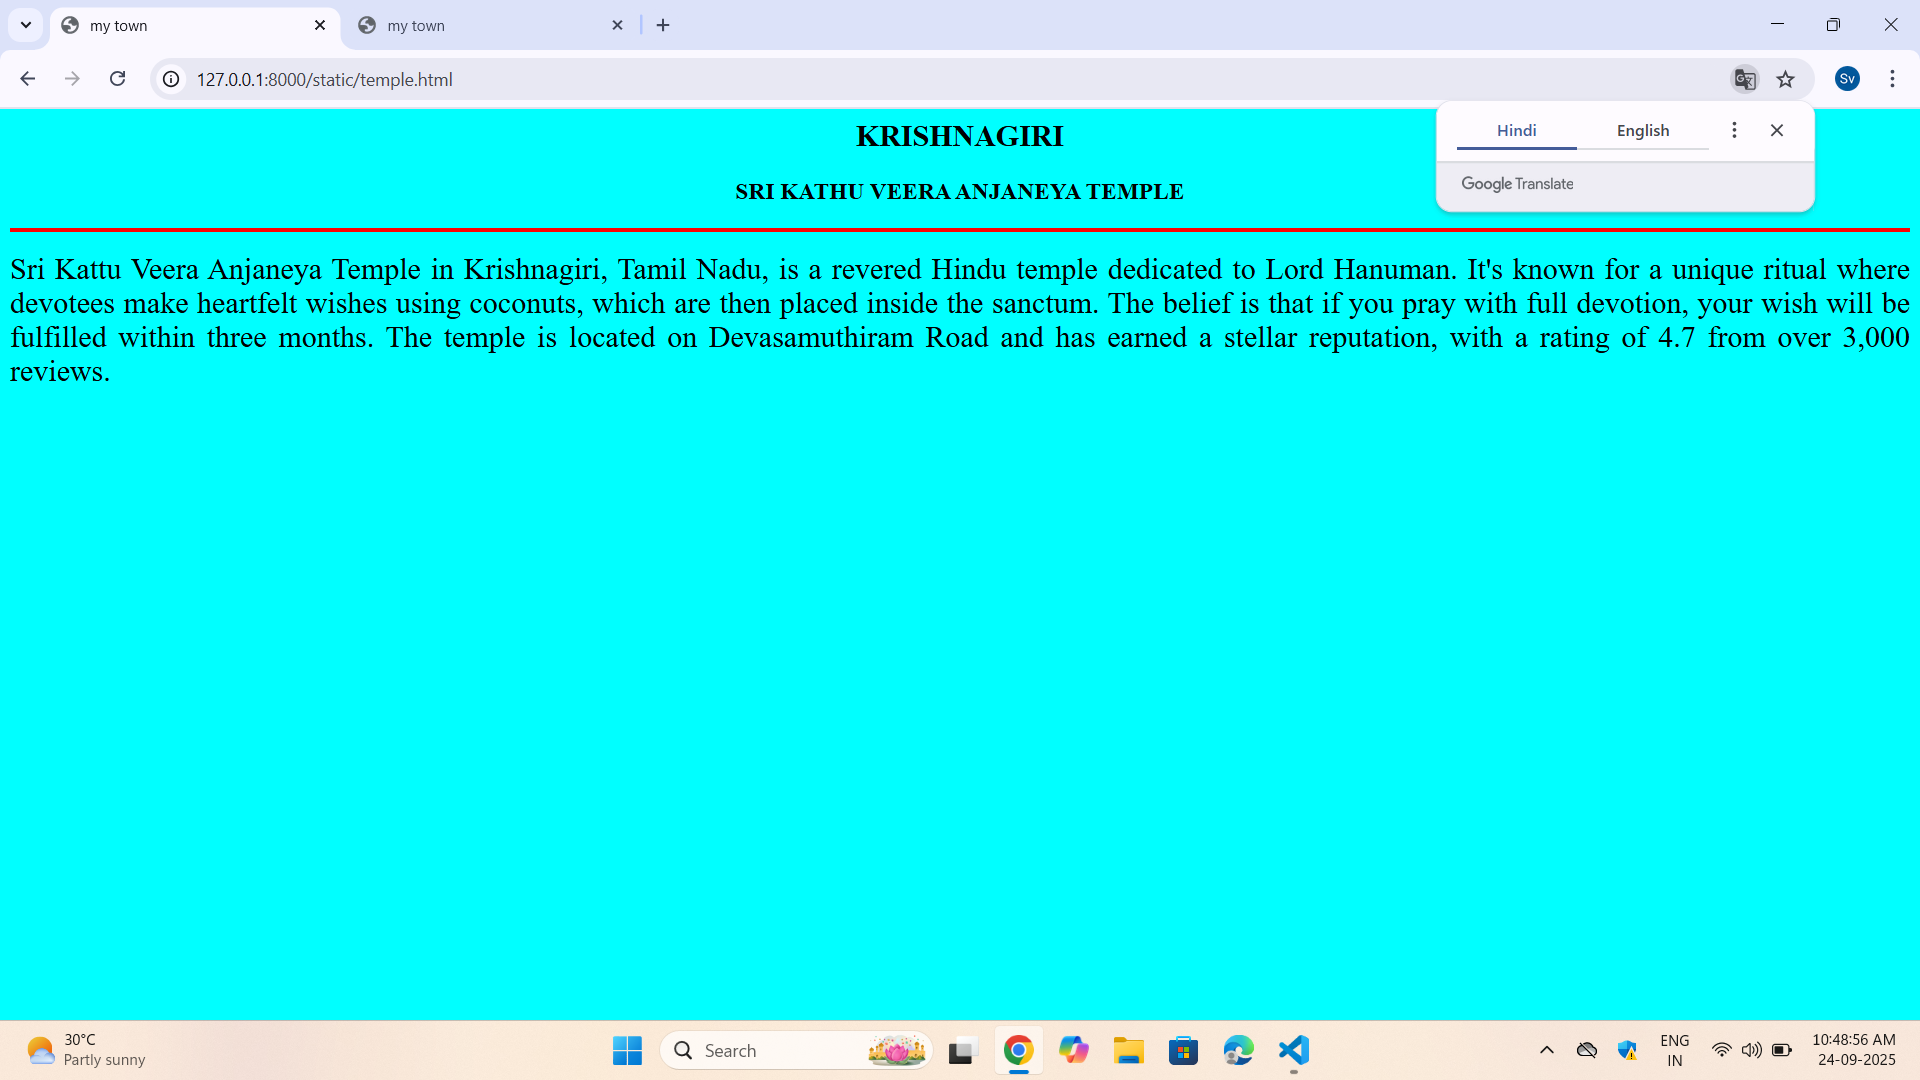 my town
my town
127.0.0.1:8000/static/temple.html
Sv
Hindi English
Google Translate
KRISHNAGIRI
SRI KATHU VEERA ANJANEYA TEMPLE
Sri Kattu Veera Anjaneya Temple in Krishnagiri, Tamil Nadu, is a revered Hindu temple dedicated to Lord Hanuman. It's known for a unique ritual where
devotees make heartfelt wishes using coconuts, which are then placed inside the sanctum. The belief is that if you pray with full devotion, your wish will be
fulfilled within three months. The temple is located on Devasamuthiram Road and has earned a stellar reputation, with a rating of 4.7 from over 3,000
reviews.
30°C
Partly sunny
Search
ENG
IN
10:48:56 AM
24-09-2025